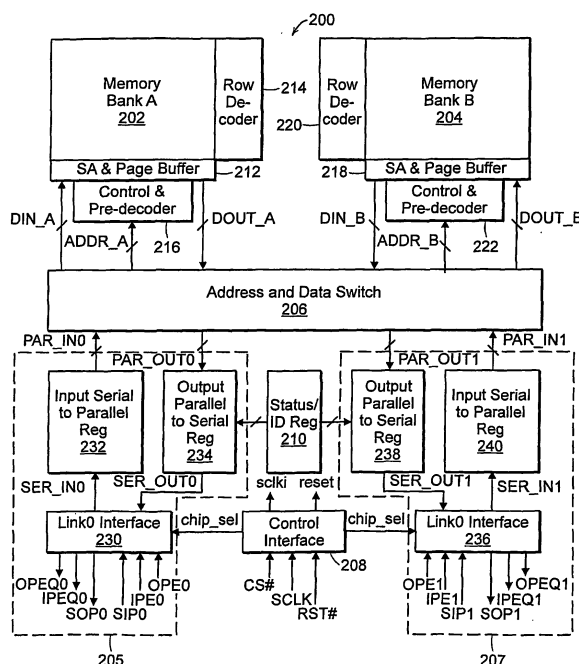 200
Memory
Bank A
202
Row
De-
coder
214
Row
De-
coder
220
Memory
Bank B
204
SA & Page Buffer
212
218
SA & Page Buffer
Control &
Pre-decoder
216
Control &
Pre-decoder
222
DIN_A
ADDR_A
DOUT_A
DIN_B
ADDR_B
DOUT_B
Address and Data Switch
206
PAR_IN0
PAR_OUT0
PAR_OUT1
PAR_IN1
Input Serial
to Parallel
Reg
232
Output
Parallel
to Serial
Reg
234
Status/
ID Reg
210
Output
Parallel
to Serial
Reg
238
Input Serial
to Parallel
Reg
240
SER_IN0
SER_OUT0
sclki
reset
SER_OUT1
SER_IN1
Link0 Interface
230
chip_sel
Control
Interface
208
chip_sel
Link0 Interface
236
OPEQ0
IPEQ0
SOP0
SIP0
IPE0
OPE0
CS#
SCLK
RST#
OPE1
IPE1
SIP1
SOP1
IPEQ1
OPEQ1
205
207